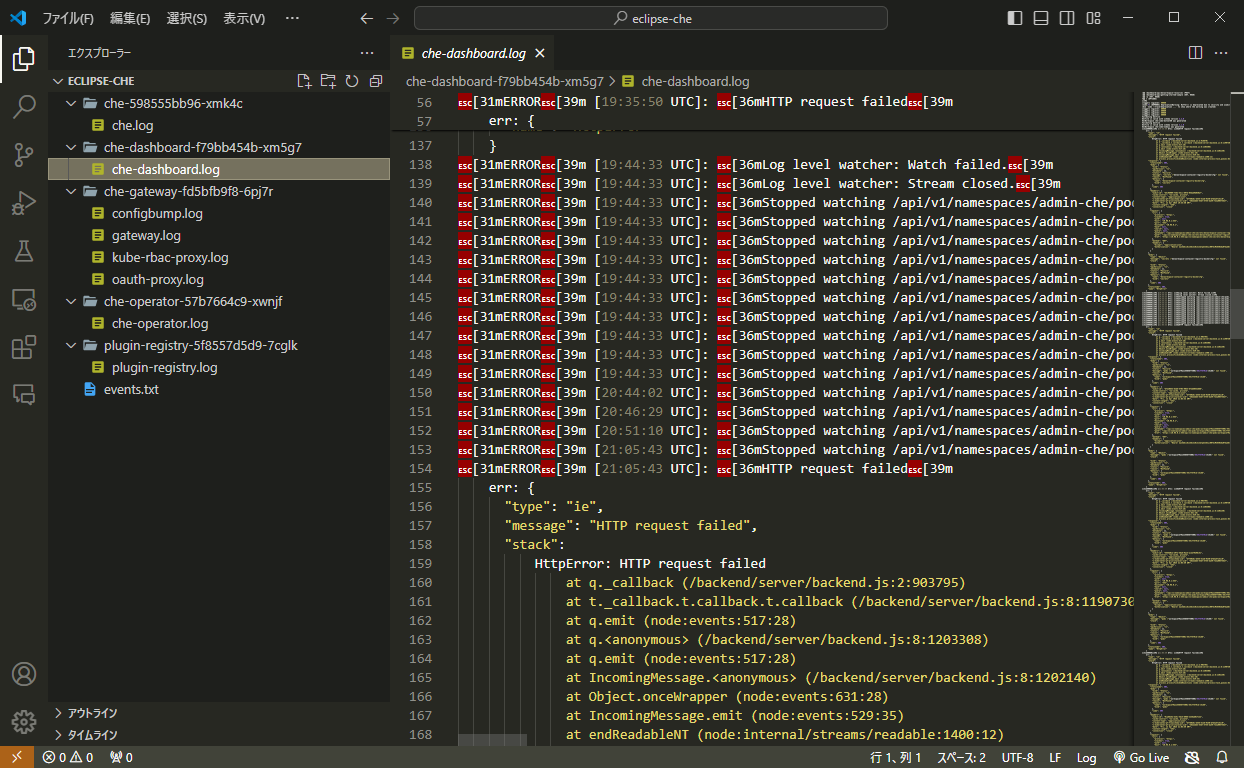 ファイル(F) 編集(E) 選択(S) 表示(V) ··· eclipse-che
エクスプローラー ···
ECLIPSE-CHE
che-598555bb96-xmk4c
che.log
che-dashboard-f79bb454b-xm5g7
che-dashboard.log
che-gateway-fd5bfb9f8-6pj7r
configbump.log
gateway.log
kube-rbac-proxy.log
oauth-proxy.log
che-operator-57b7664c9-xwnjf
che-operator.log
plugin-registry-5f8557d5d9-7cglk
plugin-registry.log
events.txt
アウトライン
タイムライン
che-dashboard.log
che-dashboard-f79bb454b-xm5g7 > che-dashboard.log
56 ESC[31mERRORESC[39m [19:35:50 UTC]: ESC[36mHTTP request failedESC[39m
57 err: {
137 }
138 ESC[31mERRORESC[39m [19:44:33 UTC]: ESC[36mLog level watcher: Watch failed.ESC[39m
139 ESC[31mERRORESC[39m [19:44:33 UTC]: ESC[36mLog level watcher: Stream closed.ESC[39m
140 ESC[31mERRORESC[39m [19:44:33 UTC]: ESC[36mStopped watching /api/v1/namespaces/admin-che/poc
141 ESC[31mERRORESC[39m [19:44:33 UTC]: ESC[36mStopped watching /api/v1/namespaces/admin-che/poc
142 ESC[31mERRORESC[39m [19:44:33 UTC]: ESC[36mStopped watching /api/v1/namespaces/admin-che/poc
143 ESC[31mERRORESC[39m [19:44:33 UTC]: ESC[36mStopped watching /api/v1/namespaces/admin-che/poc
144 ESC[31mERRORESC[39m [19:44:33 UTC]: ESC[36mStopped watching /api/v1/namespaces/admin-che/poc
145 ESC[31mERRORESC[39m [19:44:33 UTC]: ESC[36mStopped watching /api/v1/namespaces/admin-che/poc
146 ESC[31mERRORESC[39m [19:44:33 UTC]: ESC[36mStopped watching /api/v1/namespaces/admin-che/poc
147 ESC[31mERRORESC[39m [19:44:33 UTC]: ESC[36mStopped watching /api/v1/namespaces/admin-che/poc
148 ESC[31mERRORESC[39m [19:44:33 UTC]: ESC[36mStopped watching /api/v1/namespaces/admin-che/poc
149 ESC[31mERRORESC[39m [19:44:33 UTC]: ESC[36mStopped watching /api/v1/namespaces/admin-che/poc
150 ESC[31mERRORESC[39m [20:44:02 UTC]: ESC[36mStopped watching /api/v1/namespaces/admin-che/poc
151 ESC[31mERRORESC[39m [20:46:29 UTC]: ESC[36mStopped watching /api/v1/namespaces/admin-che/poc
152 ESC[31mERRORESC[39m [20:51:10 UTC]: ESC[36mStopped watching /api/v1/namespaces/admin-che/poc
153 ESC[31mERRORESC[39m [21:05:43 UTC]: ESC[36mStopped watching /api/v1/namespaces/admin-che/poc
154 ESC[31mERRORESC[39m [21:05:43 UTC]: ESC[36mHTTP request failedESC[39m
155 err: {
156 "type": "ie",
157 "message": "HTTP request failed",
158 "stack":
159 HttpError: HTTP request failed
160 at q._callback (/backend/server/backend.js:2:903795)
161 at t._callback.t.callback.t.callback (/backend/server/backend.js:8:1190730
162 at q.emit (node:events:517:28)
163 at q.<anonymous> (/backend/server/backend.js:8:1203308)
164 at q.emit (node:events:517:28)
165 at IncomingMessage.<anonymous> (/backend/server/backend.js:8:1202140)
166 at Object.onceWrapper (node:events:631:28)
167 at IncomingMessage.emit (node:events:529:35)
168 at endReadableNT (node:internal/streams/readable:1400:12)
0 0 0 行 1、列 1 スペース: 2 UTF-8 LF Log Go Live